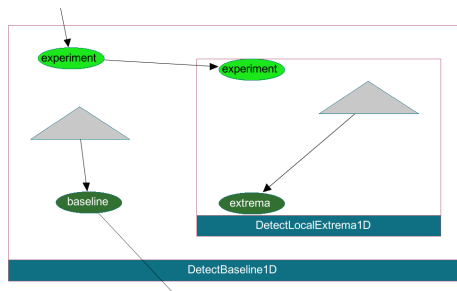 experiment
experiment
baseline
extrema
DetectLocalExtrema1D
DetectBaseline1D